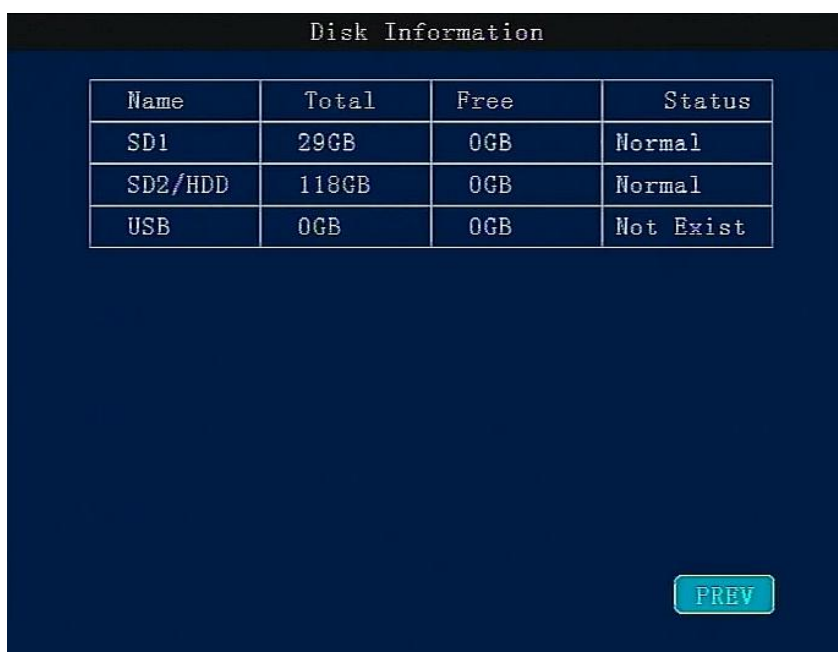 Disk Information
Name Total Free Status
SD1 29GB 0GB Normal
SD2/HDD 118GB 0GB Normal
USB 0GB 0GB Not Exist
PREV